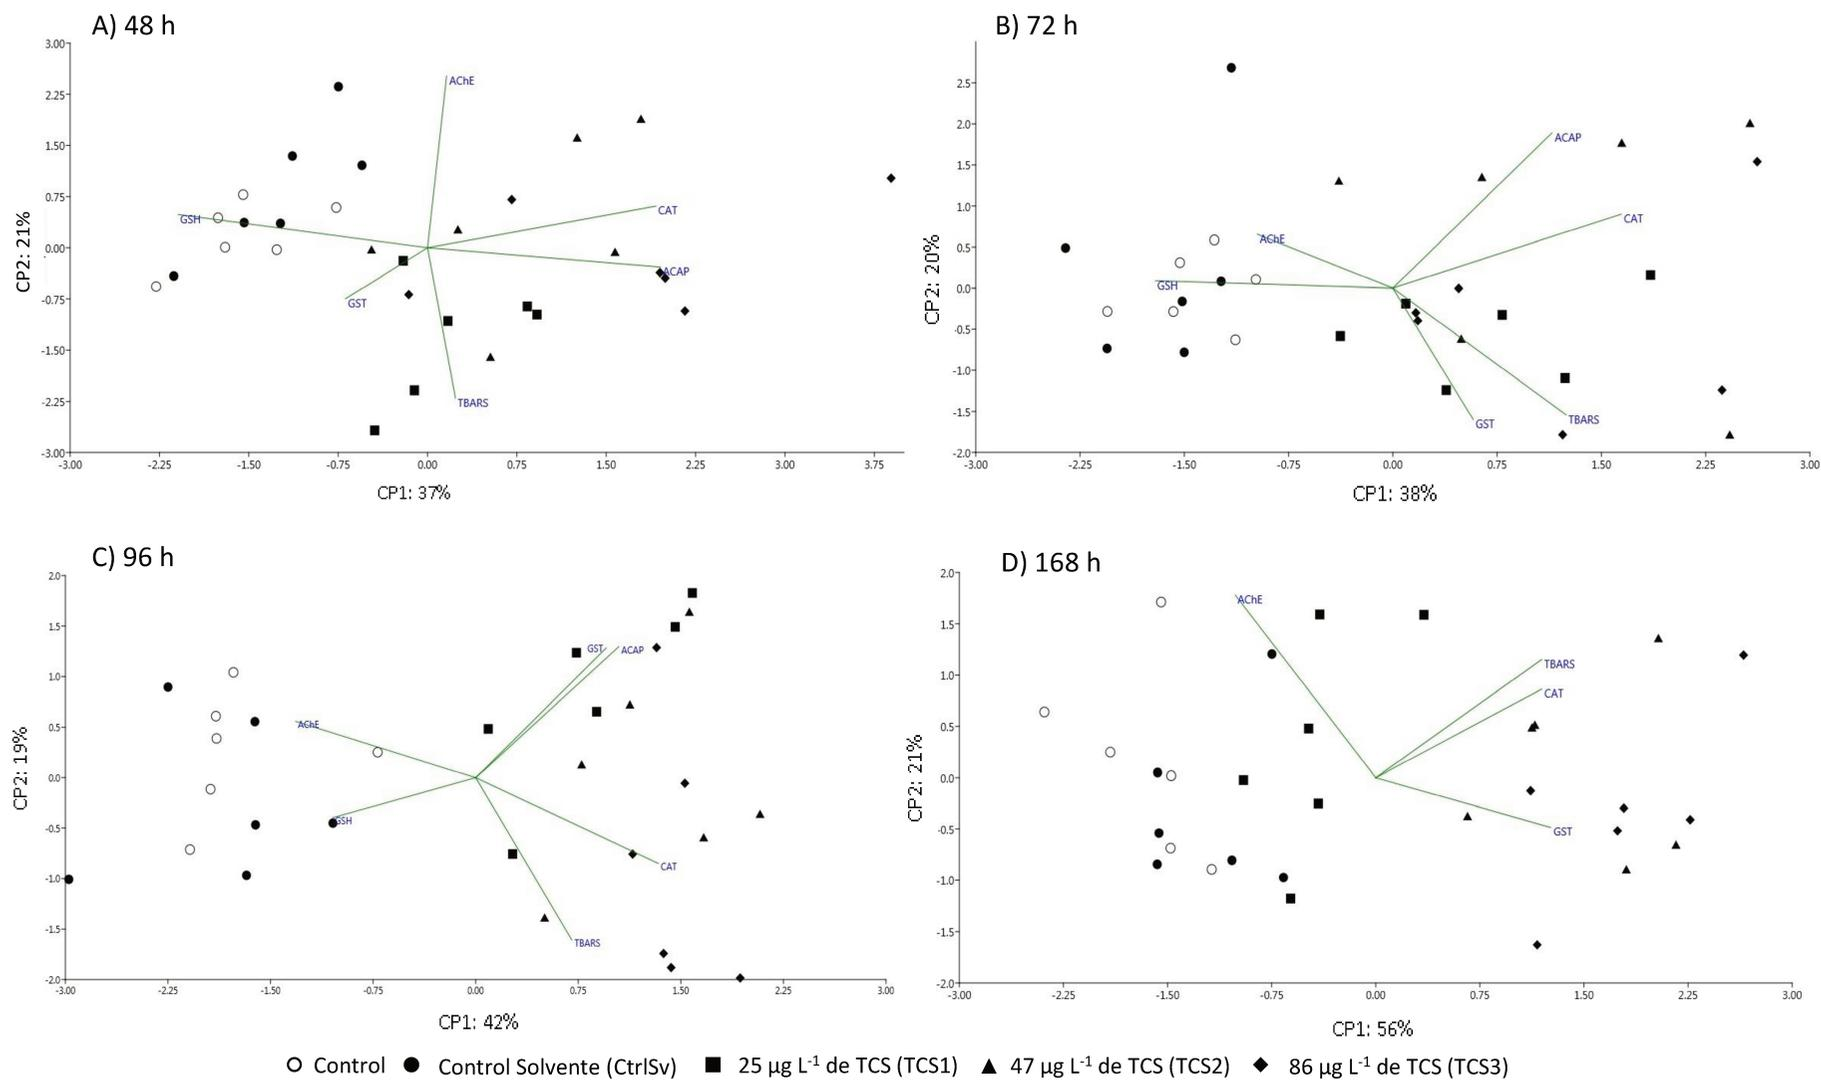 A) 48 h
3.00
2.25
1.50
0.75
0.00
-0.75
-1.50
-2.25
-3.00
CP2: 21%
AChE
CAT
GSH
ACAP
GST
TBARS
-3.00 -2.25 -1.50 -0.75 0.00 0.75 1.50 2.25 3.00 3.75
CP1: 37%
B) 72 h
2.5
2.0
1.5
1.0
0.5
0.0
-0.5
-1.0
-1.5
-2.0
CP2: 20%
ACAP
CAT
AChE
GSH
TBARS
GST
-3.00 -2.25 -1.50 -0.75 0.00 0.75 1.50 2.25 3.00
CP1: 38%
C) 96 h
2.0
1.5
1.0
0.5
0.0
-0.5
-1.0
-1.5
-2.0
CP2: 19%
GST ACAP
AChE
GSH
CAT
TBARS
-3.00 -2.25 -1.50 -0.75 0.00 0.75 1.50 2.25 3.00
CP1: 42%
D) 168 h
2.0
1.5
1.0
0.5
0.0
-0.5
-1.0
-1.5
-2.0
CP2: 21%
AChE
TBARS
CAT
GST
-3.00 -2.25 -1.50 -0.75 0.00 0.75 1.50 2.25 3.00
CP1: 56%
Control Control Solvente (CtrlSv) 25 µg L⁻¹ de TCS (TCS1) 47 µg L⁻¹ de TCS (TCS2) 86 µg L⁻¹ de TCS (TCS3)